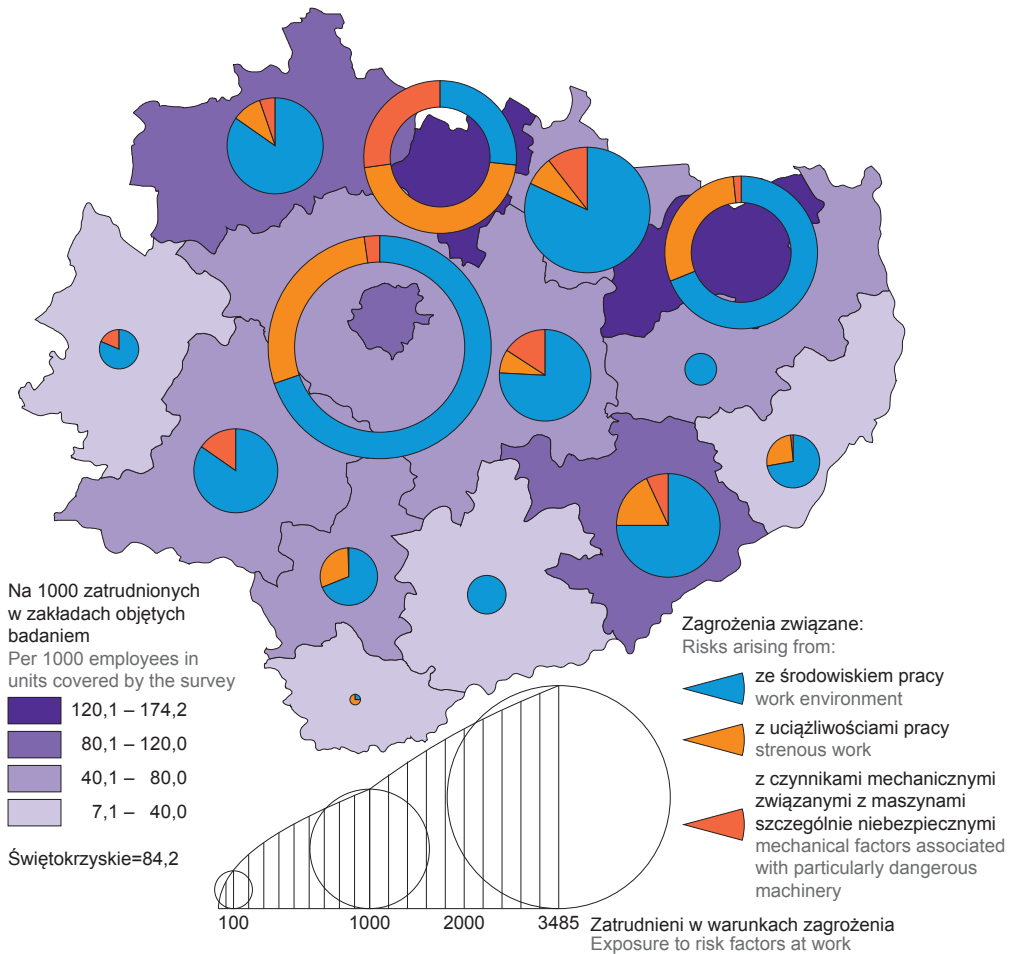 Na 1000 zatrudnionych
w zakładach objętych
badaniem
Per 1000 employees in
units covered by the survey
120,1 – 174,2
80,1 – 120,0
40,1 – 80,0
7,1 – 40,0
Świętokrzyskie=84,2
100
1000
2000
3485
Zatrudnieni w warunkach zagrożenia
Exposure to risk factors at work
Zagrożenia związane:
Risks arising from:
ze środowiskiem pracy
work environment
z uciążliwościami pracy
strenous work
z czynnikami mechanicznymi
związanymi z maszynami
szczególnie niebezpiecznymi
mechanical factors associated
with particularly dangerous
machinery